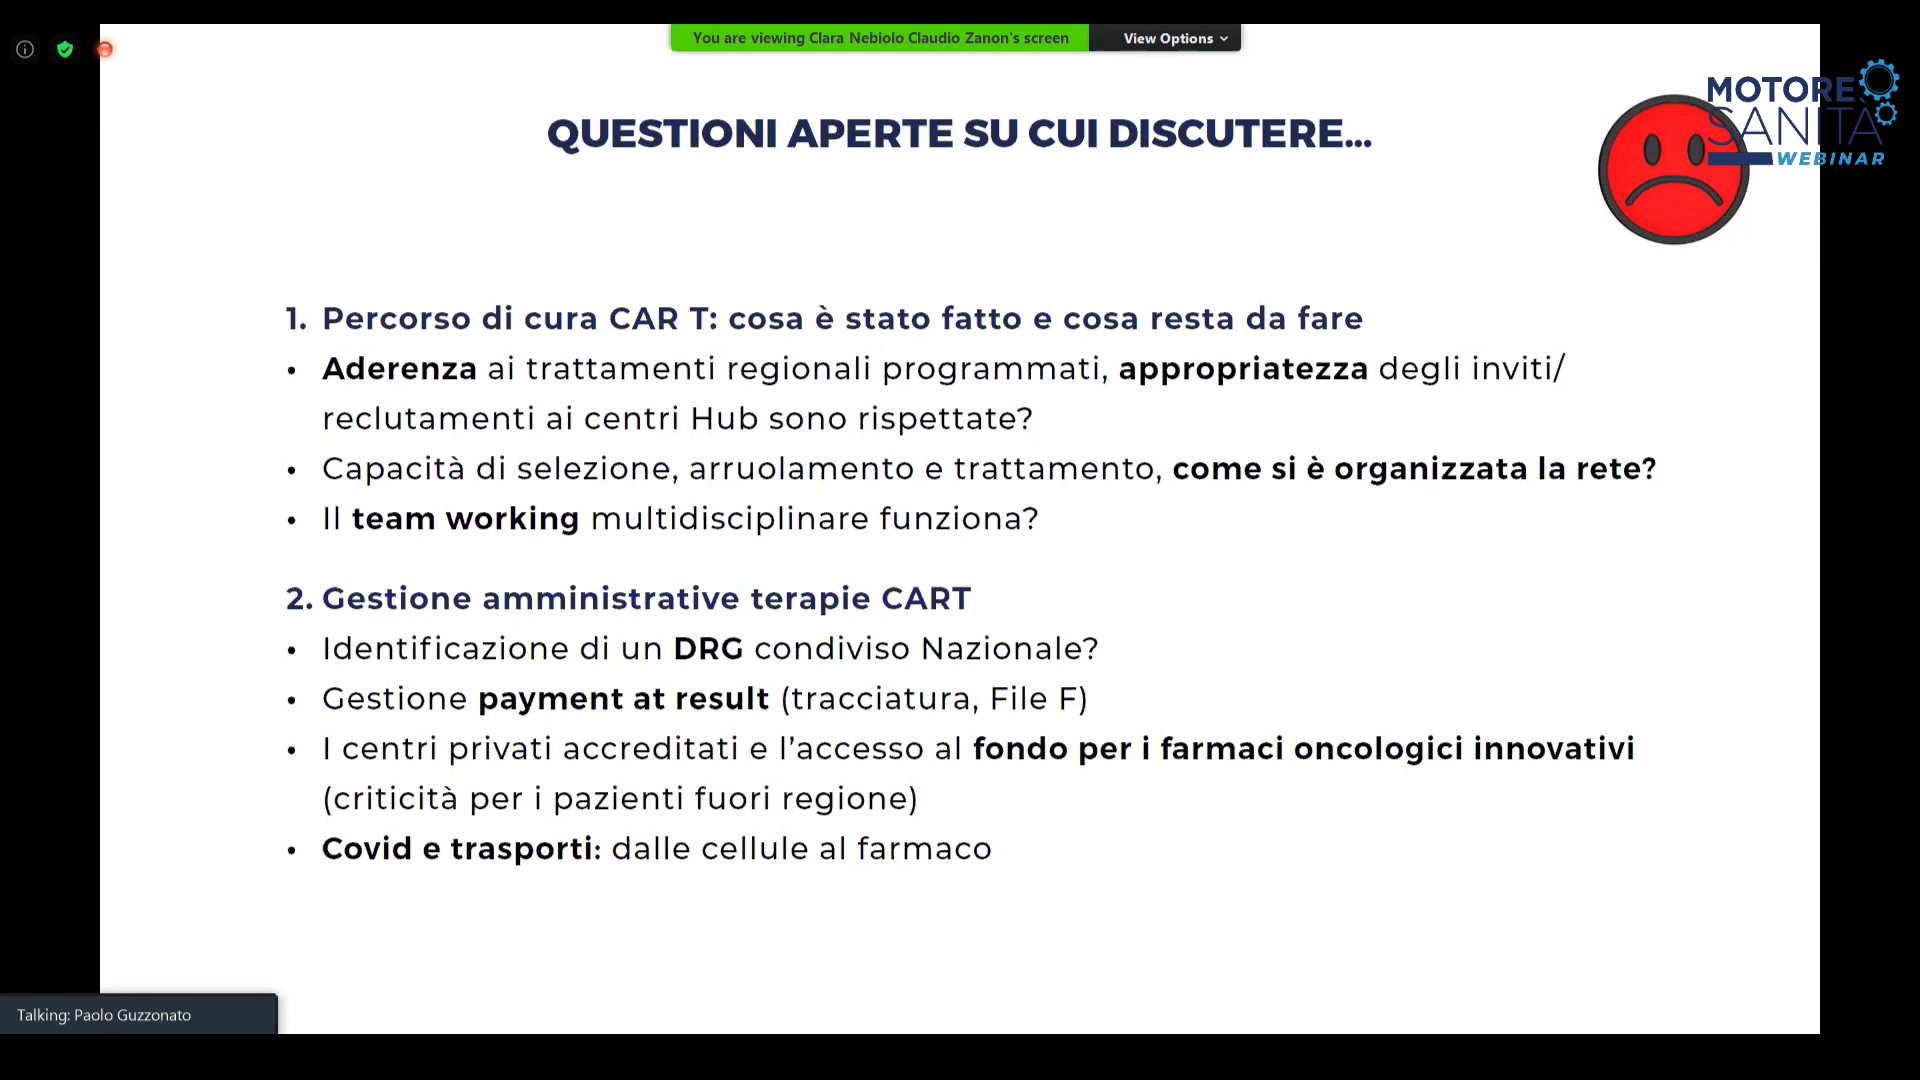 You are viewing Clara Nebiolo Claudio Zanon's screen
View Options
MOTORE
SANITÀ
WEBINAR
QUESTIONI APERTE SU CUI DISCUTERE...
1. Percorso di cura CAR T: cosa è stato fatto e cosa resta da fare
• Aderenza ai trattamenti regionali programmati, appropriatezza degli inviti/
reclutamenti ai centri Hub sono rispettate?
• Capacità di selezione, arruolamento e trattamento, come si è organizzata la rete?
• Il team working multidisciplinare funziona?
2. Gestione amministrative terapie CART
• Identificazione di un DRG condiviso Nazionale?
• Gestione payment at result (tracciatura, File F)
• I centri privati accreditati e l’accesso al fondo per i farmaci oncologici innovativi
(criticità per i pazienti fuori regione)
• Covid e trasporti: dalle cellule al farmaco
Talking: Paolo Guzzonato